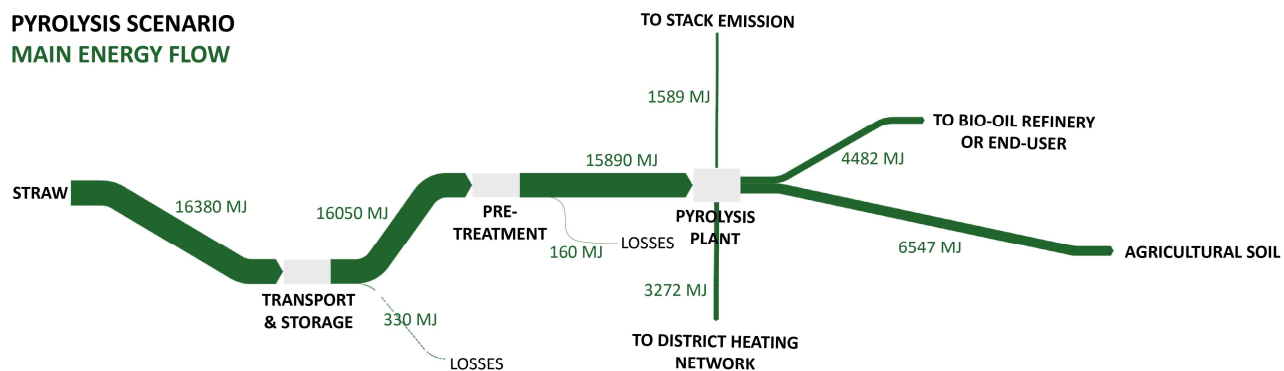 PYROLYSIS SCENARIO
MAIN ENERGY FLOW
TO STACK EMISSION
1589 MJ
TO BIO-OIL REFINERY
OR END-USER
4482 MJ
15890 MJ
STRAW
16380 MJ
16050 MJ
PRE-
TREATMENT
PYROLYSIS
PLANT
LOSSES
160 MJ
6547 MJ
AGRICULTURAL SOIL
TRANSPORT
& STORAGE
3272 MJ
330 MJ
TO DISTRICT HEATING
NETWORK
LOSSES